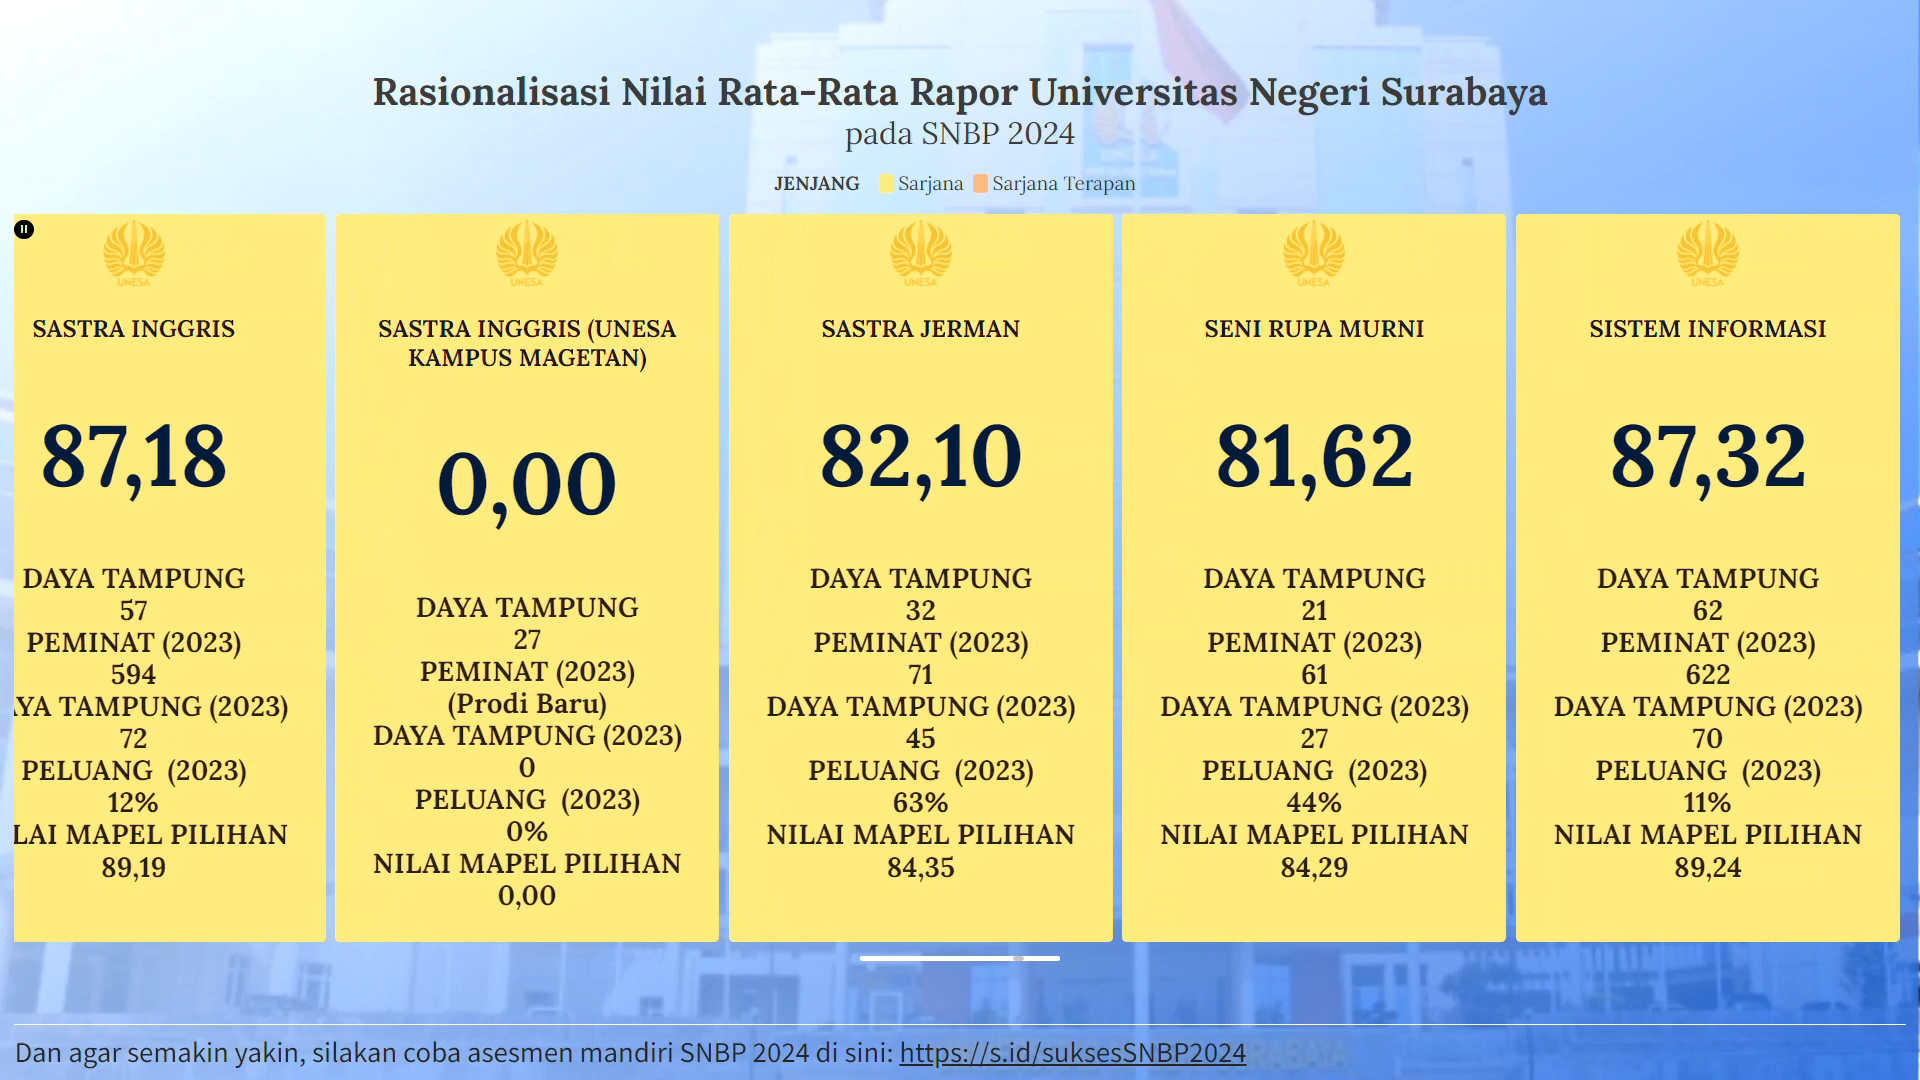 Rasionalisasi Nilai Rata-Rata Rapor Universitas Negeri Surabaya
pada SNBP 2024
JENJANG Sarjana Sarjana Terapan
UNESA
SASTRA INGGRIS
87,18
DAYA TAMPUNG
57
PEMINAT (2023)
594
YA TAMPUNG (2023)
72
PELUANG (2023)
12%
LAI MAPEL PILIHAN
89,19
UNESA
SASTRA INGGRIS (UNESA
KAMPUS MAGETAN)
0,00
DAYA TAMPUNG
27
PEMINAT (2023)
(Prodi Baru)
DAYA TAMPUNG (2023)
0
PELUANG (2023)
0%
NILAI MAPEL PILIHAN
0,00
UNESA
SASTRA JERMAN
82,10
DAYA TAMPUNG
32
PEMINAT (2023)
71
DAYA TAMPUNG (2023)
45
PELUANG (2023)
63%
NILAI MAPEL PILIHAN
84,35
UNESA
SENI RUPA MURNI
81,62
DAYA TAMPUNG
21
PEMINAT (2023)
61
DAYA TAMPUNG (2023)
27
PELUANG (2023)
44%
NILAI MAPEL PILIHAN
84,29
UNESA
SISTEM INFORMASI
87,32
DAYA TAMPUNG
62
PEMINAT (2023)
622
DAYA TAMPUNG (2023)
70
PELUANG (2023)
11%
NILAI MAPEL PILIHAN
89,24
Dan agar semakin yakin, silakan coba asesmen mandiri SNBP 2024 di sini: https://s.id/suksesSNBP2024